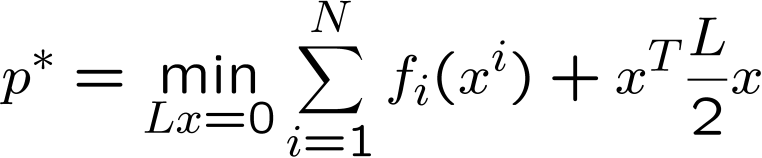 p* = min_{Lx=0} \sum_{i=1}^{N} f_i(x^i) + x^T \frac{L}{2} x